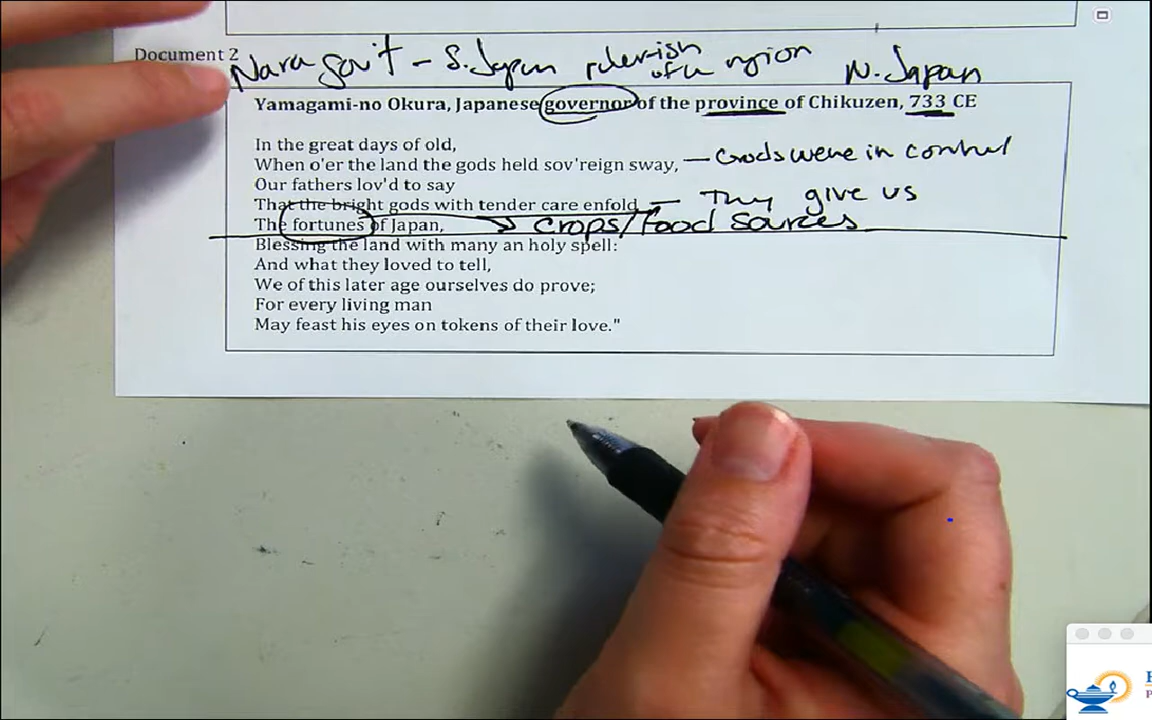 Document 2
Nara gov't - S. Japan ruler-ish of a region N. Japan
Yamagami-no Okura, Japanese governor of the province of Chikuzen, 733 CE
In the great days of old,
When o'er the land the gods held sov'reign sway, — Gods were in control
Our fathers lov'd to say
That the bright gods with tender care enfold — They give us
The fortunes of Japan, → crops/food sources
Blessing the land with many an holy spell:
And what they loved to tell,
We of this later age ourselves do prove;
For every living man
May feast his eyes on tokens of their love."